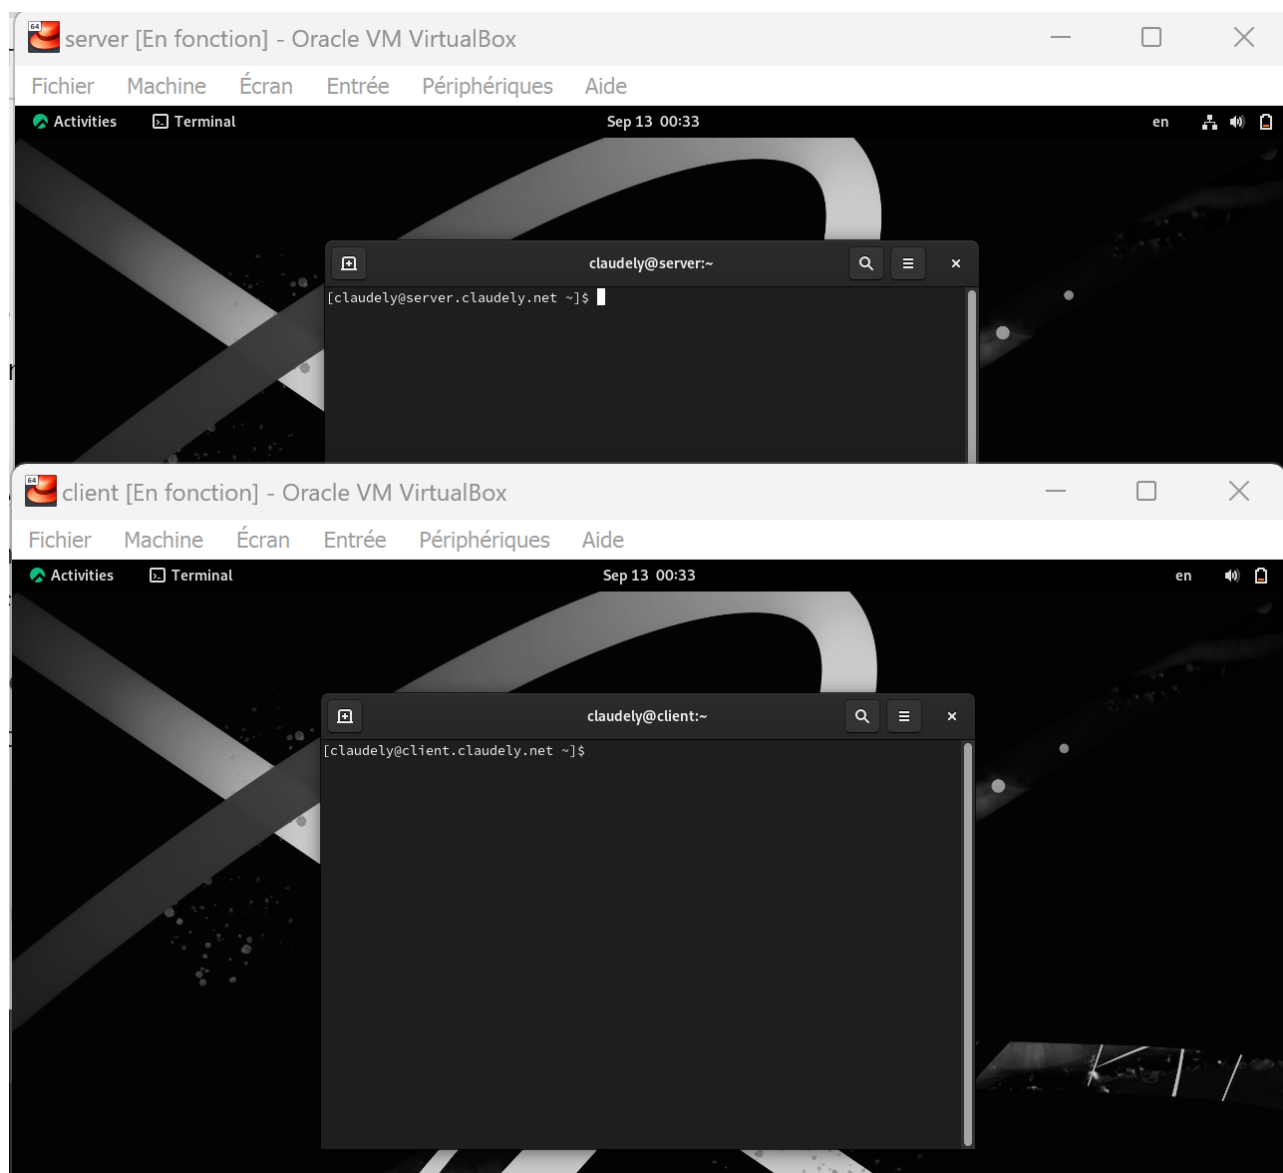 64
server [En fonction] - Oracle VM VirtualBox
Fichier Machine Écran Entrée Périphériques Aide
Activities Terminal Sep 13 00:33 en
claudely@server:~
[claudely@server.claudely.net ~]$
64
client [En fonction] - Oracle VM VirtualBox
Fichier Machine Écran Entrée Périphériques Aide
Activities Terminal Sep 13 00:33 en
claudely@client:~
[claudely@client.claudely.net ~]$